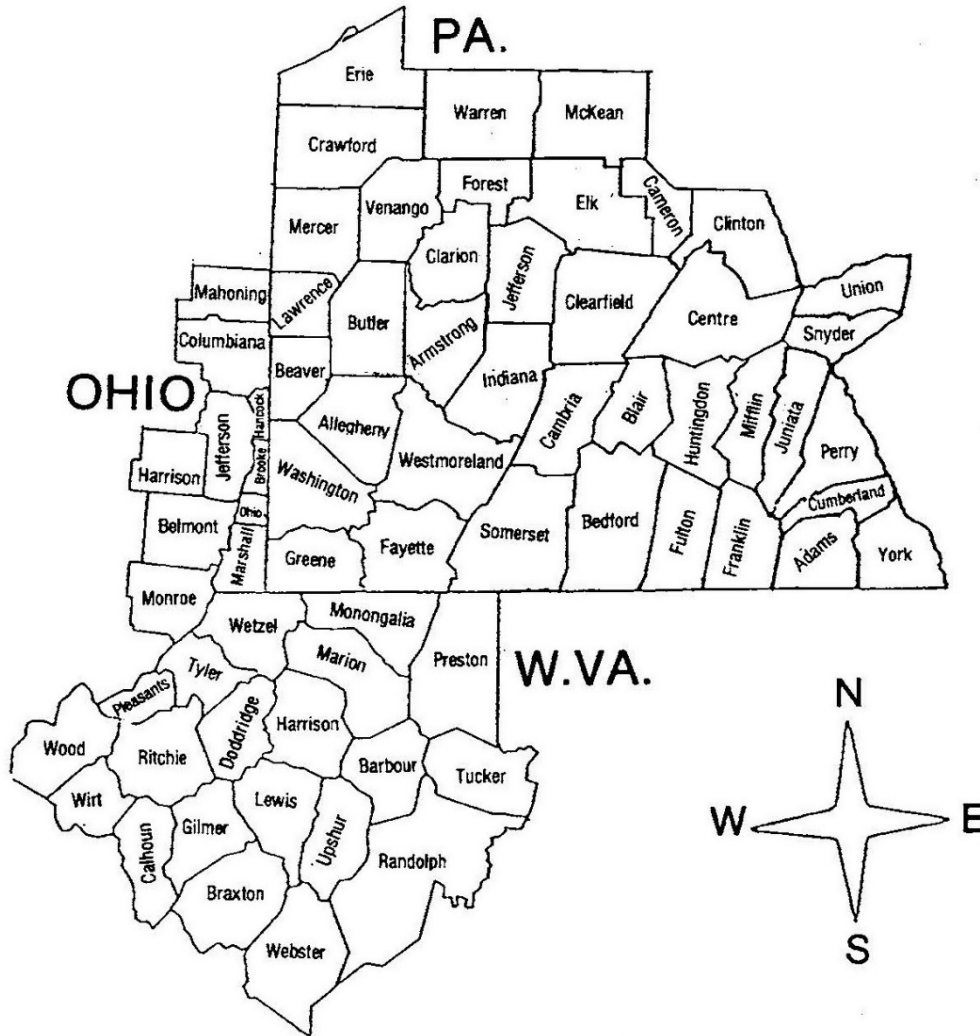 PA.
Erie
Warren
McKean
Crawford
Forest
Cameron
Venango
Elk
Mercer
Clinton
Clarion
Jefferson
Mahoning
Lawrence
Clearfield
Union
Butler
Centre
Columbiana
Armstrong
Snyder
Beaver
Indiana
OHIO
Hancock
Allegheny
Cambria
Blair
Huntingdon
Mifflin
Juniata
Jefferson
Brooke
Westmoreland
Perry
Harrison
Washington
Cumberland
Ohio
Belmont
Marshall
Somerset
Bedford
Fulton
Franklin
Adams
York
Greene
Fayette
Monroe
Wetzel
Monongalia
Marion
Preston
W.VA.
Tyler
Pleasants
N
Wood
Ritchie
Doddridge
Harrison
Barbour
Tucker
Wirt
Lewis
W
E
Calhoun
Gilmer
Upshur
Randolph
Braxton
Webster
S